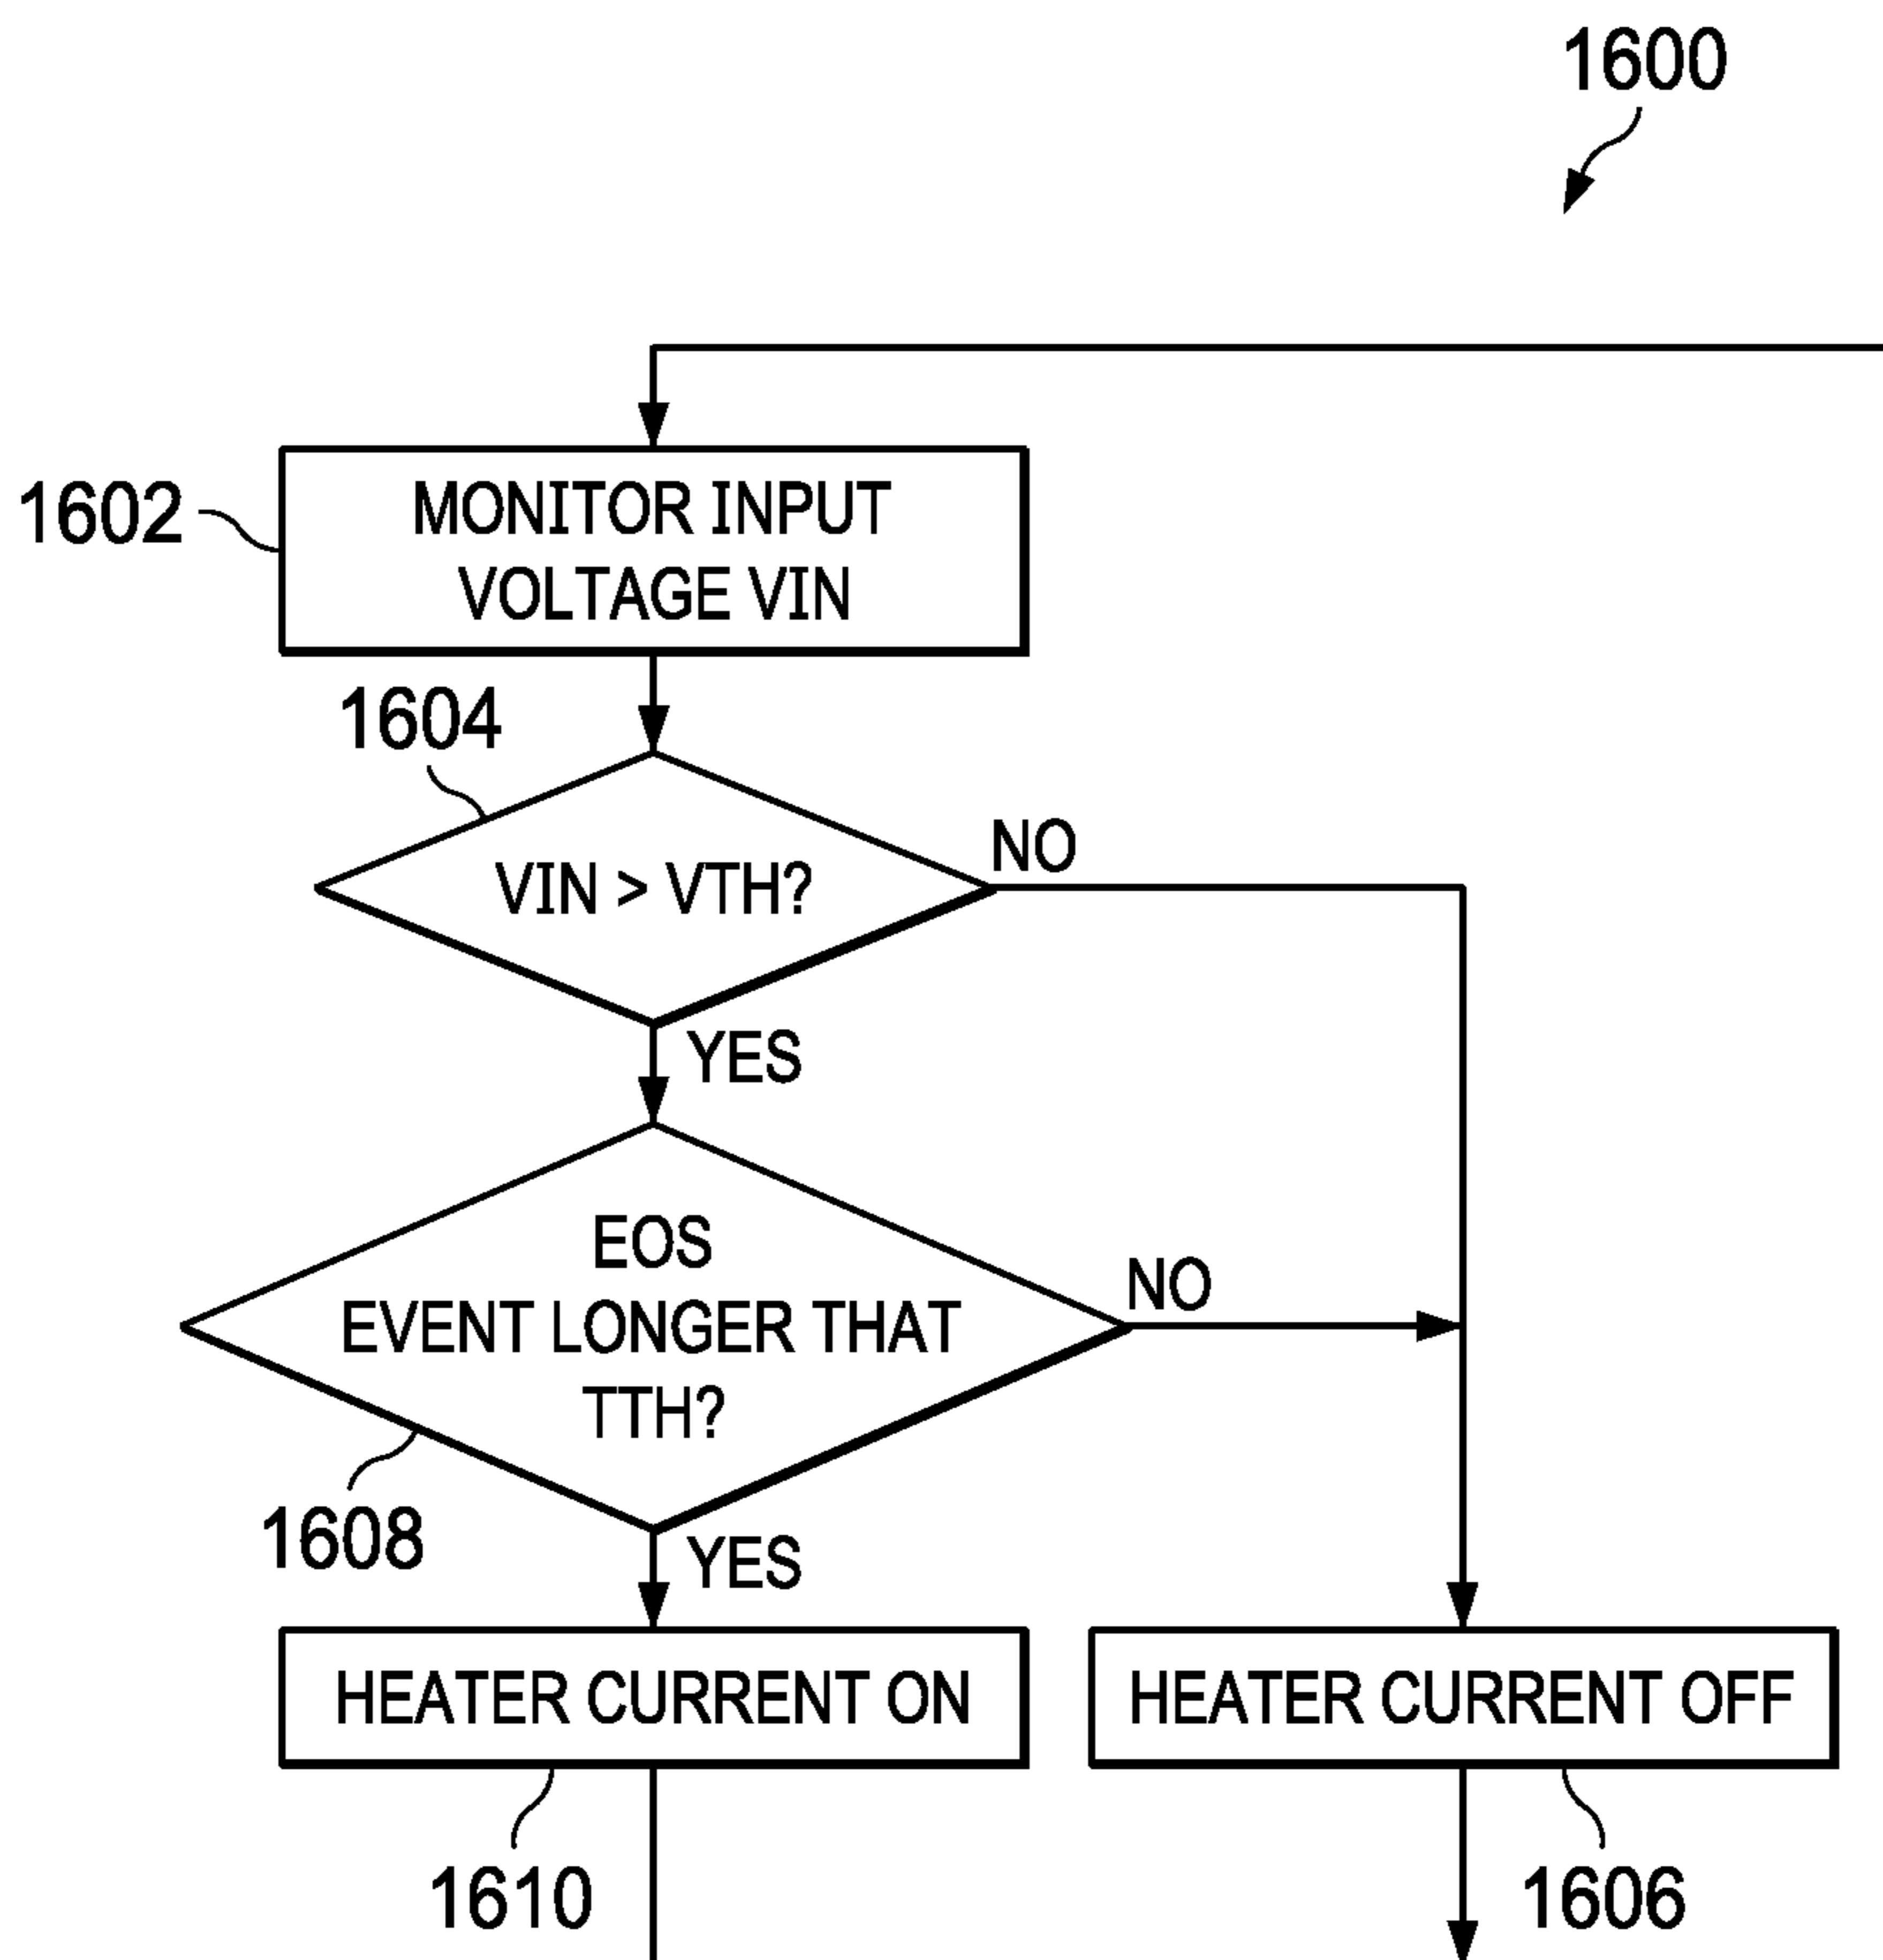 1600
1602
MONITOR INPUT
VOLTAGE VIN
1604
VIN > VTH?
NO
YES
EOS
EVENT LONGER THAT
TTH?
NO
1608
YES
HEATER CURRENT ON
HEATER CURRENT OFF
1610
1606